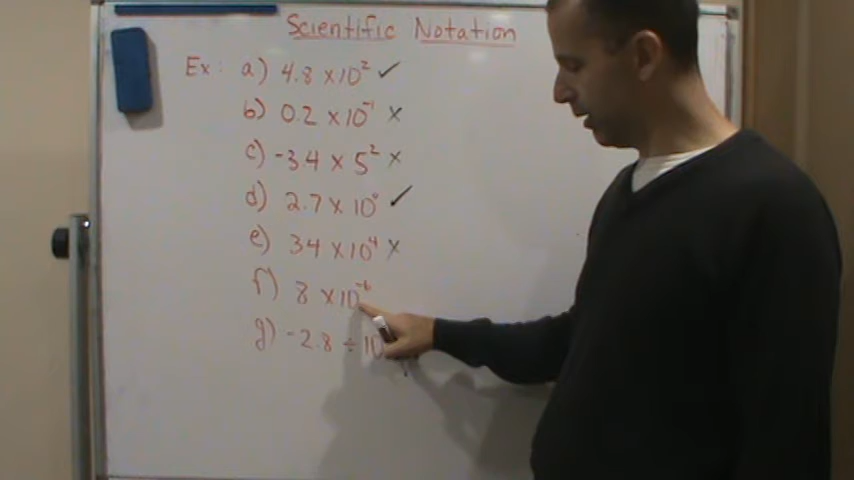 Scientific Notation
Ex: a) 4.8 x 10² ✓
b) 0.2 x 10⁻¹ x
c) -3.4 x 5² x
d) 2.7 x 10⁰ ✓
e) 34 x 10⁴ x
f) 8 x 10⁻⁶
g) -2.8 ÷ 10